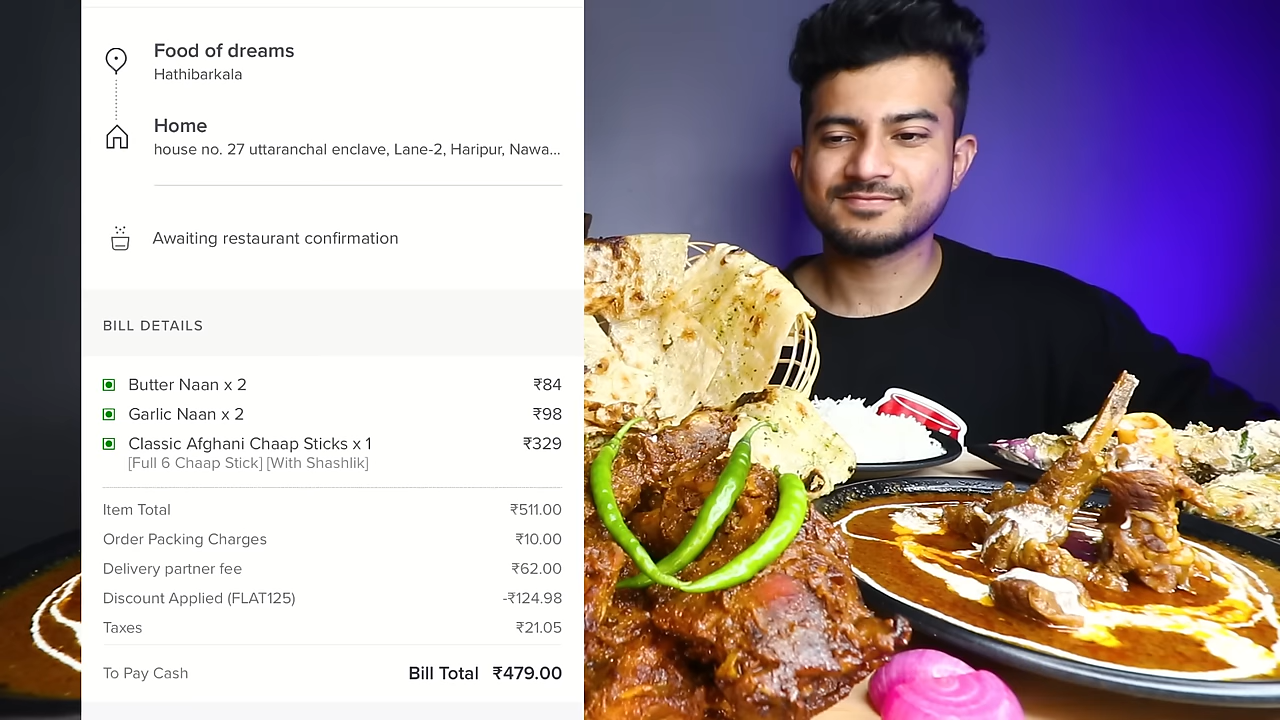 Food of dreams
Hathibarkala
Home
house no. 27 uttaranchal enclave, Lane-2, Haripur, Nawa...
Awaiting restaurant confirmation
BILL DETAILS
Butter Naan x 2 ₹84
Garlic Naan x 2 ₹98
Classic Afghani Chaap Sticks x 1 ₹329
[Full 6 Chaap Stick] [With Shashlik]
Item Total ₹511.00
Order Packing Charges ₹10.00
Delivery partner fee ₹62.00
Discount Applied (FLAT125) -₹124.98
Taxes ₹21.05
To Pay Cash Bill Total ₹479.00